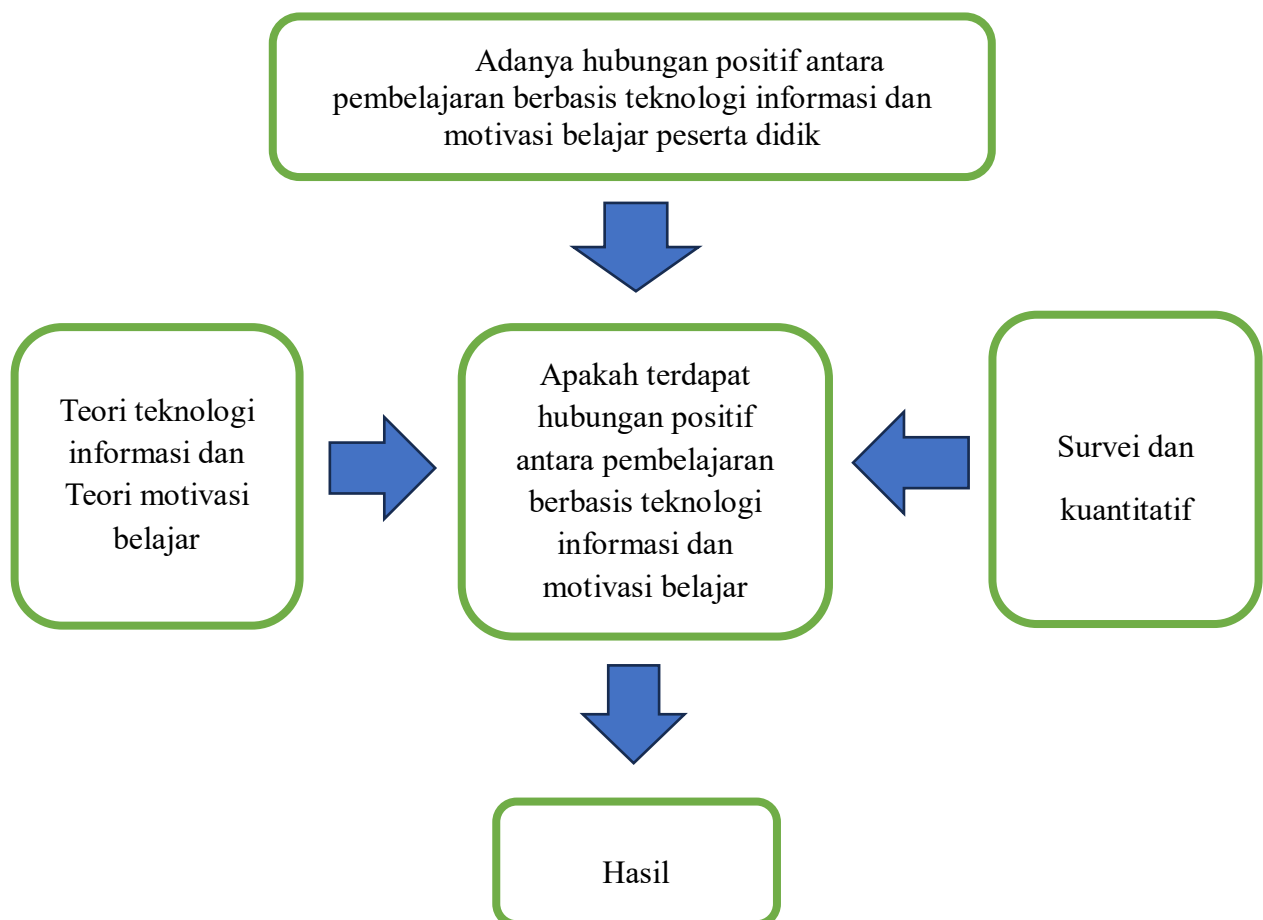 Adanya hubungan positif antara
pembelajaran berbasis teknologi informasi dan
motivasi belajar peserta didik
Teori teknologi
informasi dan
Teori motivasi
belajar
Apakah terdapat
hubungan positif
antara pembelajaran
berbasis teknologi
informasi dan
motivasi belajar
Survei dan
kuantitatif
Hasil